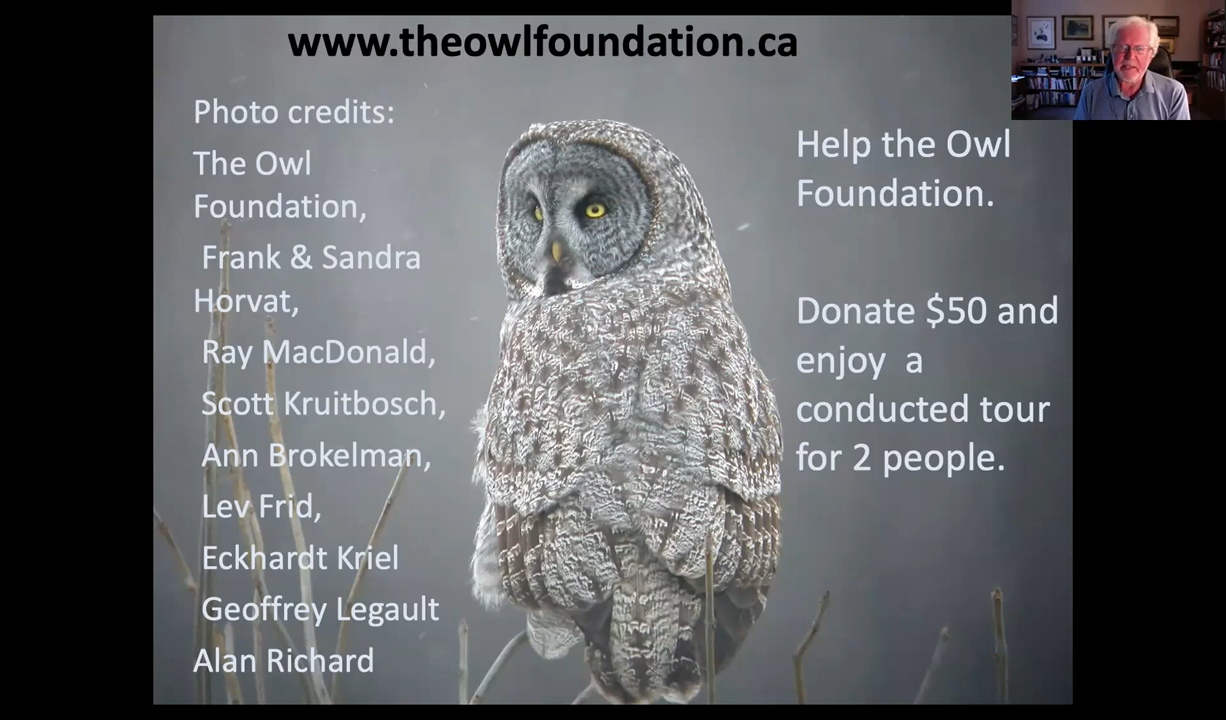 www.theowlfoundation.ca
Photo credits:
The Owl
Foundation,
Frank & Sandra
Horvat,
Ray MacDonald,
Scott Kruitbosch,
Ann Brokelman,
Lev Frid,
Eckhardt Kriel
Geoffrey Legault
Alan Richard
Help the Owl
Foundation.
Donate $50 and
enjoy a
conducted tour
for 2 people.